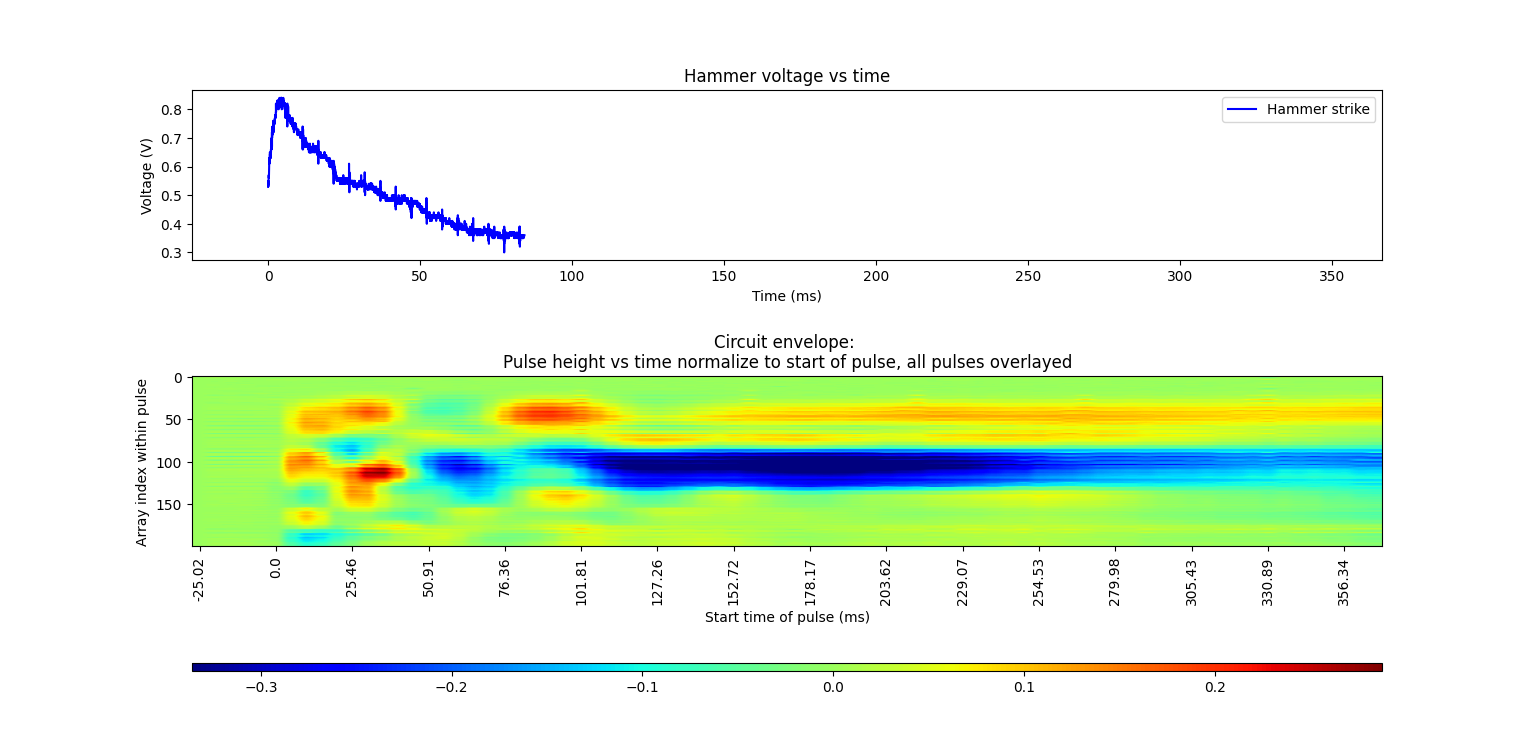 Hammer voltage vs time
Hammer strike
Voltage (V)
0.8
0.7
0.6
0.5
0.4
0.3
0 50 100 150 200 250 300 350
Time (ms)
Circuit envelope:
Pulse height vs time normalize to start of pulse, all pulses overlayed
Array index within pulse
0
50
100
150
-25.02 0.0 25.46 50.91 76.36 101.81 127.26 152.72 178.17 203.62 229.07 254.53 279.98 305.43 330.89 356.34
Start time of pulse (ms)
−0.3 −0.2 −0.1 0.0 0.1 0.2